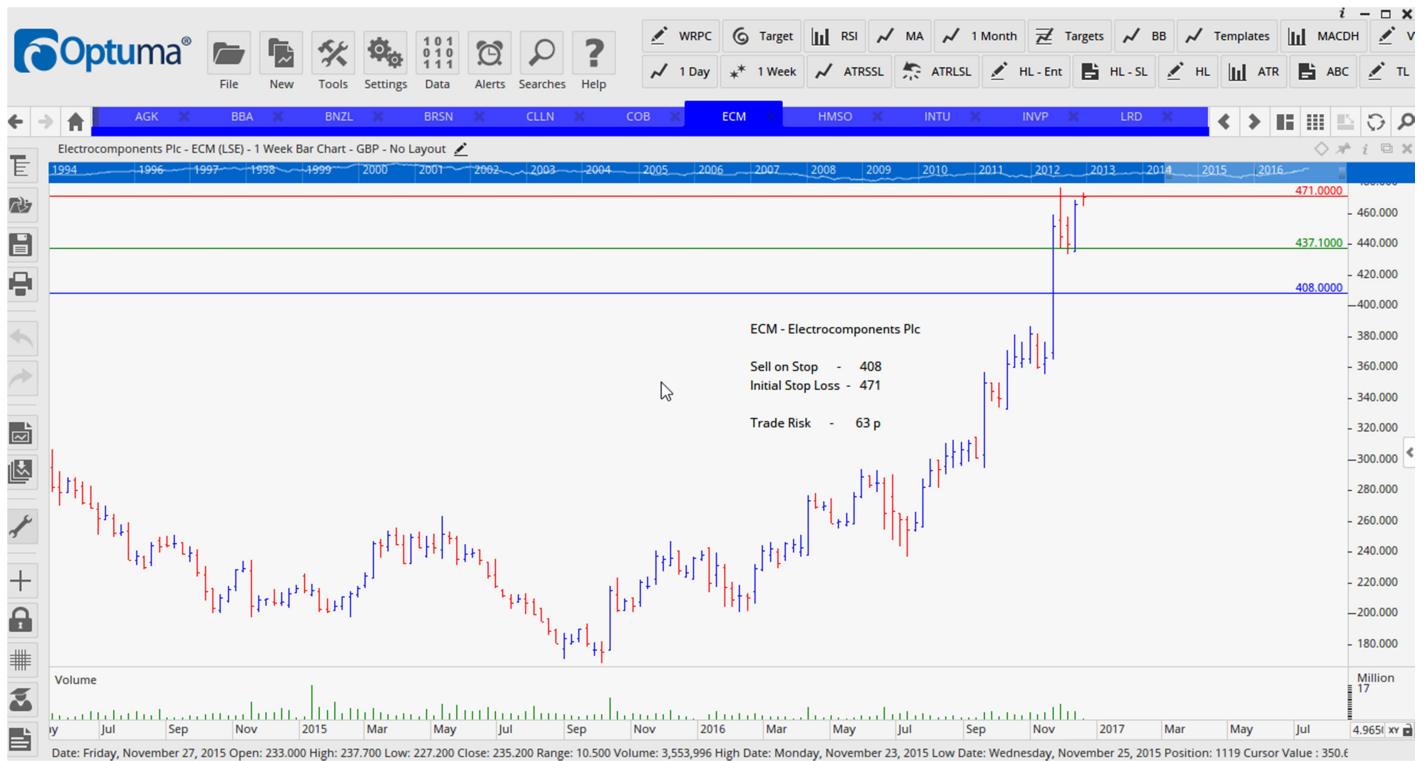 Optuma®
File New Tools Settings Data Alerts Searches Help
WRPC Target RSI MA 1 Month Targets BB Templates MACDH V
1 Day 1 Week ATRSSL ATRLSL HL - Ent HL - SL HL ATR ABC TL
AGK BBA BNZL BRSN CLLN COB ECM HMSO INTU INVP LRD
Electrocomponents Plc - ECM (LSE) - 1 Week Bar Chart - GBP - No Layout
1994 1996 1997 1998 1999 2000 2001 2002 2003 2004 2005 2006 2007 2008 2009 2010 2011 2012 2013 2014 2015 2016
471.0000
460.000
437.1000
440.000
420.000
408.0000
400.000
ECM - Electrocomponents Plc
380.000
Sell on Stop - 408
360.000
Initial Stop Loss - 471
340.000
Trade Risk - 63 p
320.000
300.000
280.000
260.000
240.000
220.000
200.000
180.000
Volume
Million
17
Jul Sep Nov 2015 Mar May Jul Sep Nov 2016 Mar May Jul Sep Nov 2017 Mar May Jul
XY
Date: Friday, November 27, 2015 Open: 233.000 High: 237.700 Low: 227.200 Close: 235.200 Range: 10.500 Volume: 3,553,996 High Date: Monday, November 23, 2015 Low Date: Wednesday, November 25, 2015 Position: 1119 Cursor Value : 350.6